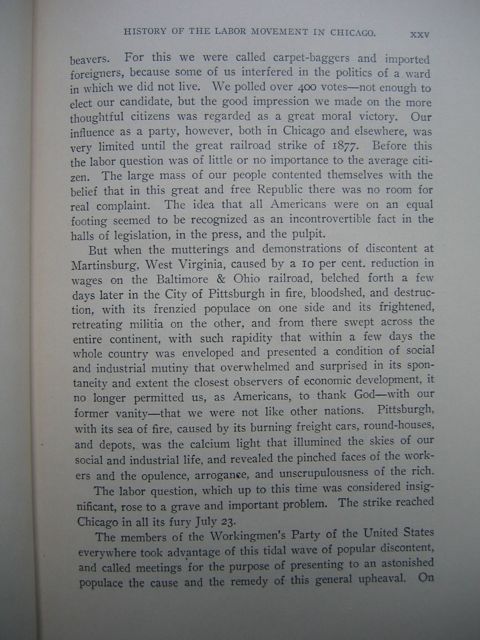 HISTORY OF THE LABOR MOVEMENT IN CHICAGO. XXV
beavers. For this we were called carpet-baggers and imported
foreigners, because some of us interfered in the politics of a ward
in which we did not live. We polled over 400 votes—not enough to
elect our candidate, but the good impression we made on the more
thoughtful citizens was regarded as a great moral victory. Our
influence as a party, however, both in Chicago and elsewhere, was
very limited until the great railroad strike of 1877. Before this
the labor question was of little or no importance to the average citi-
zen. The large mass of our people contented themselves with the
belief that in this great and free Republic there was no room for
real complaint. The idea that all Americans were on an equal
footing seemed to be recognized as an incontrovertible fact in the
halls of legislation, in the press, and the pulpit.
But when the mutterings and demonstrations of discontent at
Martinsburg, West Virginia, caused by a 10 per cent. reduction in
wages on the Baltimore & Ohio railroad, belched forth a few
days later in the City of Pittsburgh in fire, bloodshed, and destruc-
tion, with its frenzied populace on one side and its frightened,
retreating militia on the other, and from there swept across the
entire continent, with such rapidity that within a few days the
whole country was enveloped and presented a condition of social
and industrial mutiny that overwhelmed and surprised in its spon-
taneity and extent the closest observers of economic development, it
no longer permitted us, as Americans, to thank God—with our
former vanity—that we were not like other nations. Pittsburgh,
with its sea of fire, caused by its burning freight cars, round-houses,
and depots, was the calcium light that illumined the skies of our
social and industrial life, and revealed the pinched faces of the work-
ers and the opulence, arrogance, and unscrupulousness of the rich.
The labor question, which up to this time was considered insig-
nificant, rose to a grave and important problem. The strike reached
Chicago in all its fury July 23.
The members of the Workingmen's Party of the United States
everywhere took advantage of this tidal wave of popular discontent,
and called meetings for the purpose of presenting to an astonished
populace the cause and the remedy of this general upheaval. On